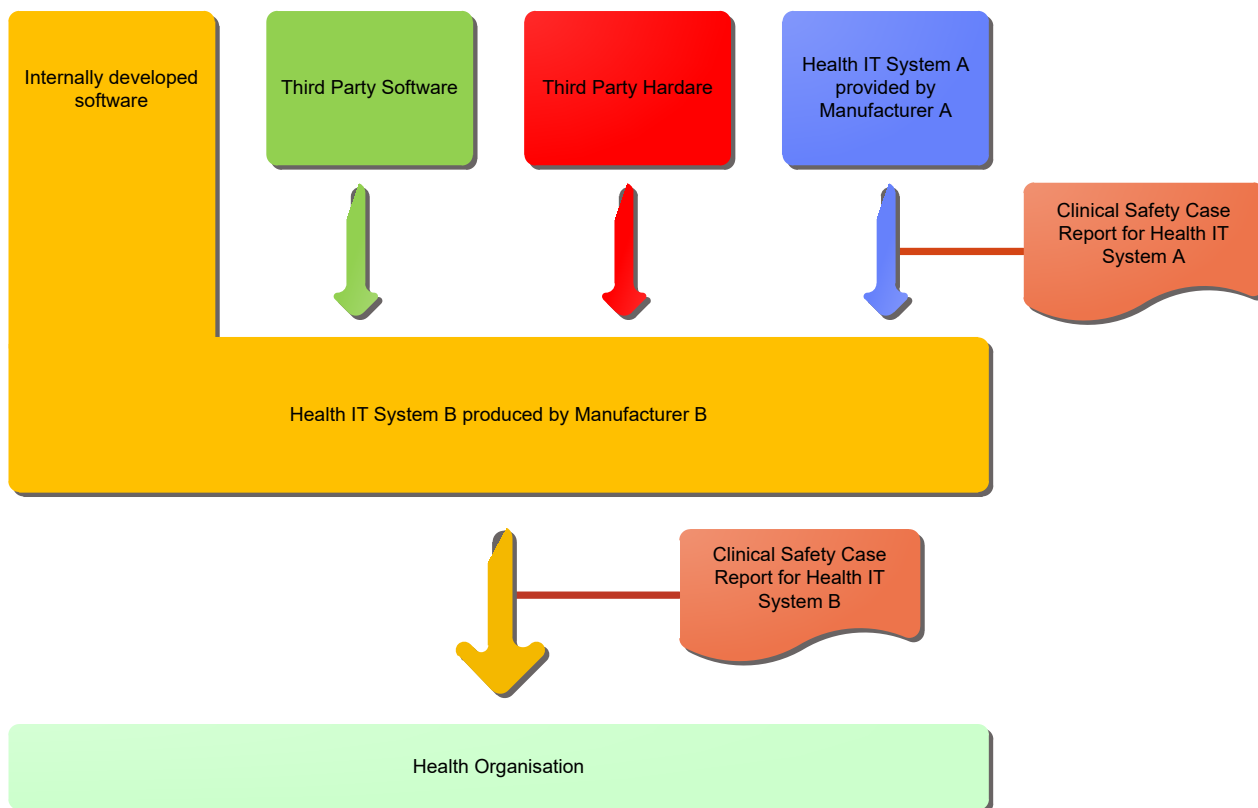 Internally developed
software
Third Party Software
Third Party Hardare
Health IT System A
provided by
Manufacturer A
Clinical Safety Case
Report for Health IT
System A
Health IT System B produced by Manufacturer B
Clinical Safety Case
Report for Health IT
System B
Health Organisation